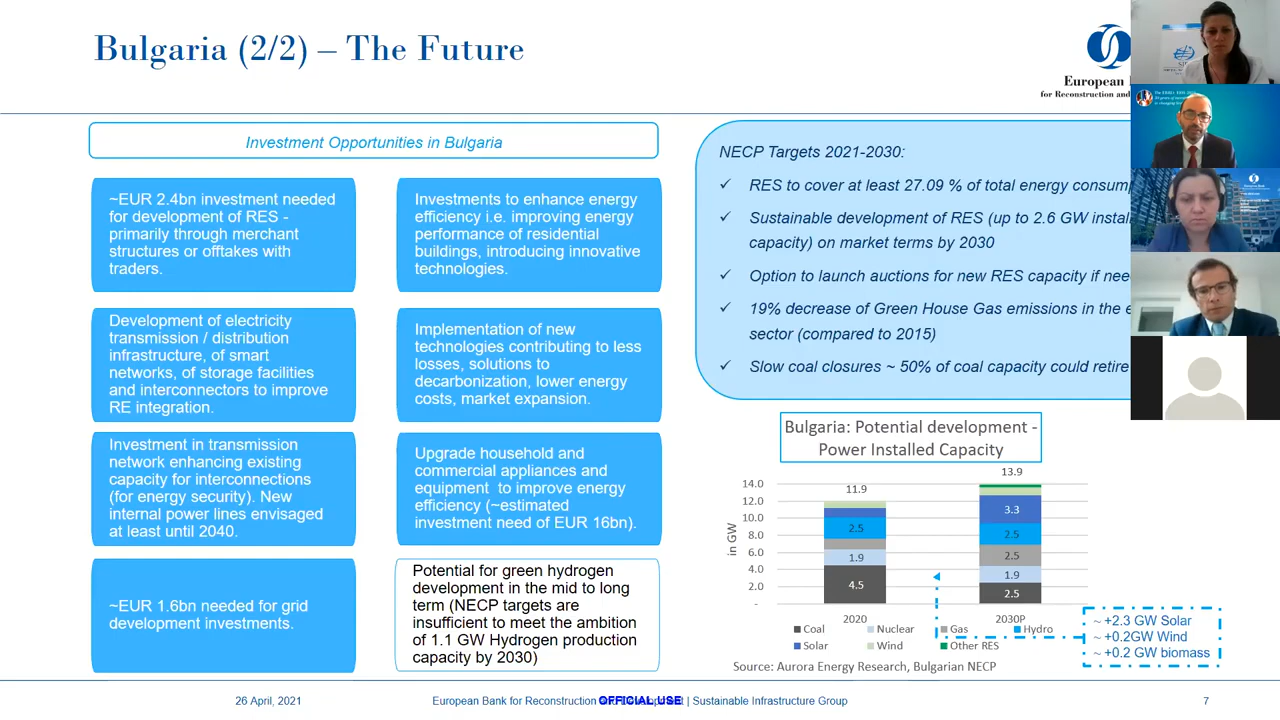 Bulgaria (2/2) – The Future
European
for Reconstruction and
Investment Opportunities in Bulgaria
~EUR 2.4bn investment needed
for development of RES -
primarily through merchant
structures or offtakes with
traders.
Investments to enhance energy
efficiency i.e. improving energy
performance of residential
buildings, introducing innovative
technologies.
Development of electricity
transmission / distribution
infrastructure, of smart
networks, of storage facilities
and interconnectors to improve
RE integration.
Implementation of new
technologies contributing to less
losses, solutions to
decarbonization, lower energy
costs, market expansion.
Investment in transmission
network enhancing existing
capacity for interconnections
(for energy security). New
internal power lines envisaged
at least until 2040.
Upgrade household and
commercial appliances and
equipment to improve energy
efficiency (~estimated
investment need of EUR 16bn).
~EUR 1.6bn needed for grid
development investments.
Potential for green hydrogen
development in the mid to long
term (NECP targets are
insufficient to meet the ambition
of 1.1 GW Hydrogen production
capacity by 2030)
NECP Targets 2021-2030:
✓ RES to cover at least 27.09 % of total energy
✓ Sustainable development of RES (up to 2.6 GW
capacity) on market terms by 2030
✓ Option to launch auctions for new RES capacity if
✓ 19% decrease of Green House Gas emissions in the
sector (compared to 2015)
✓ Slow coal closures ~ 50% of coal capacity could retire
Bulgaria: Potential development -
Power Installed Capacity
in GW
14.0
12.0
10.0
8.0
6.0
4.0
2.0
-
11.9
2.5
1.9
4.5
13.9
3.3
2.5
2.5
1.9
2.5
2020 2030P
Coal Nuclear Gas Hydro
Solar Wind Other RES
~ +2.3 GW Solar
~ +0.2GW Wind
~ +0.2 GW biomass
Source: Aurora Energy Research, Bulgarian NECP
26 April, 2021
European Bank for Reconstruction and Development | Sustainable Infrastructure Group
OFFICIAL USE
7